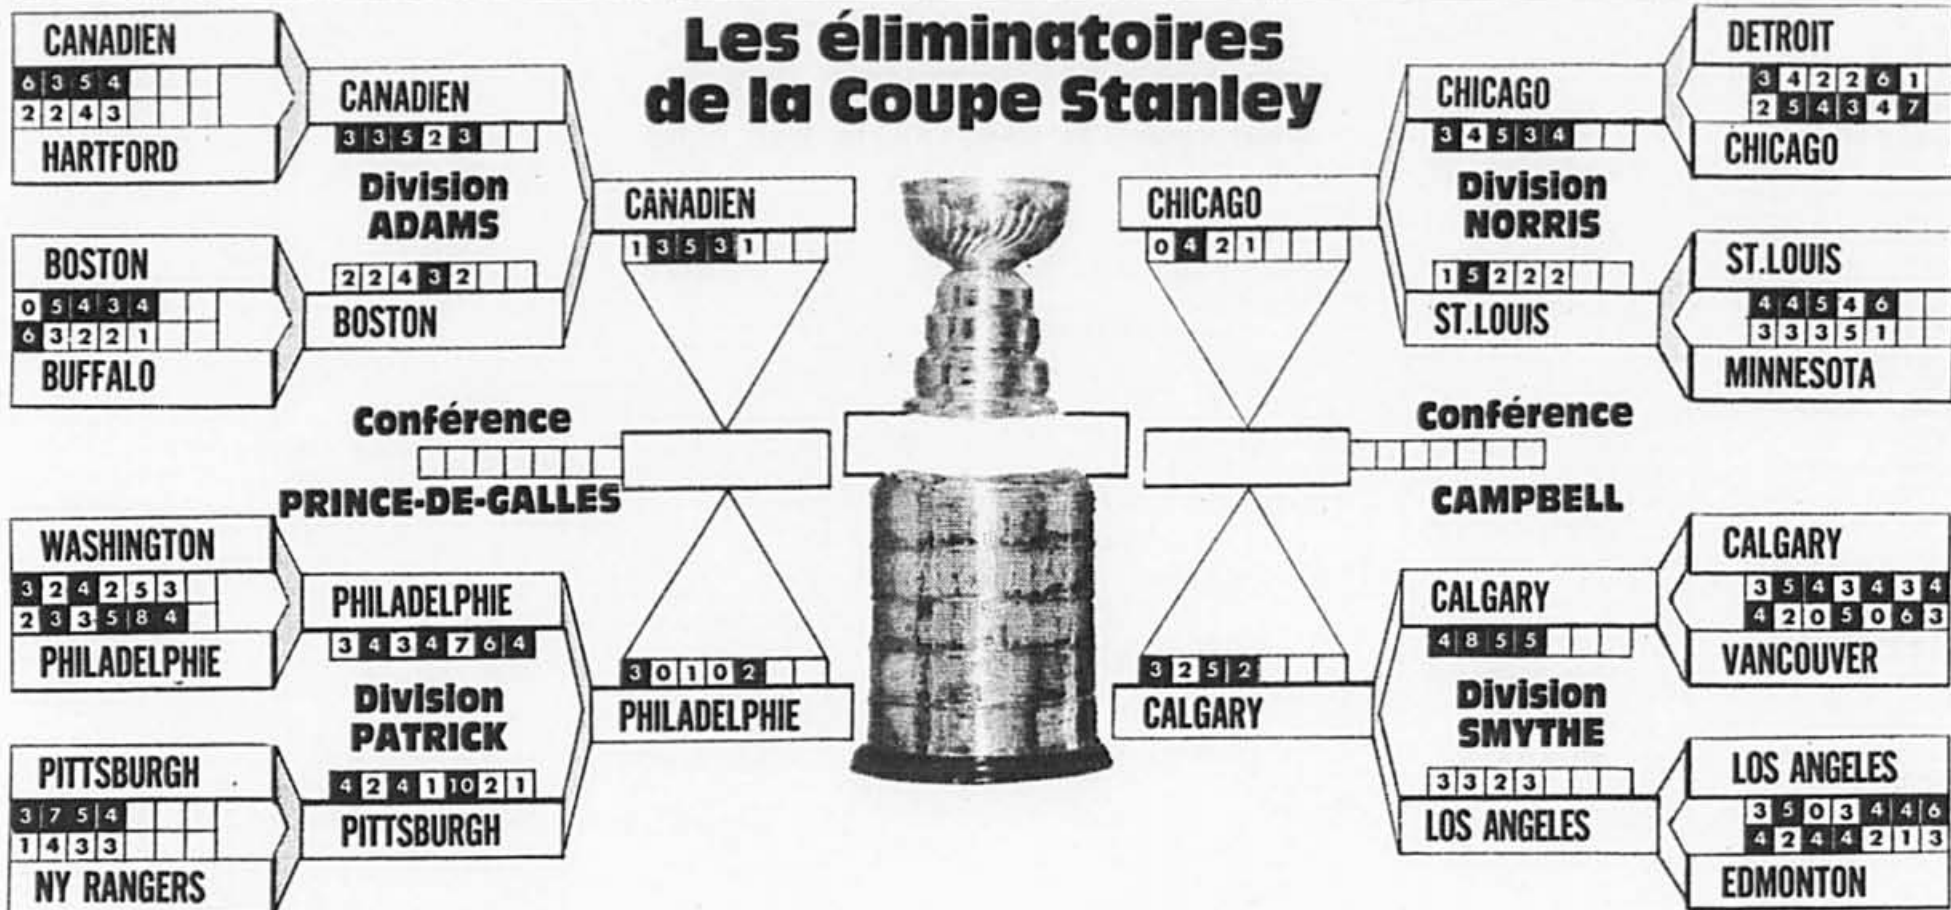 Les éliminatoires
de la Coupe Stanley
CANADIEN
6 3 5 4
2 2 4 3
HARTFORD
BOSTON
0 5 4 3 4
6 3 2 2 1
BUFFALO
CANADIEN
3 3 5 2 3
Division
ADAMS
2 2 4 3 2
BOSTON
CANADIEN
1 3 5 3 1
Conférence
PRINCE-DE-GALLES
WASHINGTON
3 2 4 2 5 3
2 3 3 5 8 4
PHILADELPHIE
PITTSBURGH
3 7 5 4
1 4 3 3
NY RANGERS
PHILADELPHIE
3 4 3 4 7 6 4
Division
PATRICK
4 2 4 1 10 2 1
PITTSBURGH
3 0 1 0 2
PHILADELPHIE
CHICAGO
0 4 2 1
CHICAGO
3 4 5 3 4
Division
NORRIS
1 5 2 2 2
ST.LOUIS
DETROIT
3 4 2 2 6 1
2 5 4 3 4 7
CHICAGO
ST.LOUIS
4 4 5 4 6
3 3 3 5 1
MINNESOTA
Conférence
CAMPBELL
3 2 5 2
CALGARY
CALGARY
4 8 5 5
Division
SMYTHE
3 3 2 3
LOS ANGELES
CALGARY
3 5 4 3 4 3 4
4 2 0 5 0 6 3
VANCOUVER
LOS ANGELES
3 5 0 3 4 4 6
4 2 4 4 2 1 3
EDMONTON